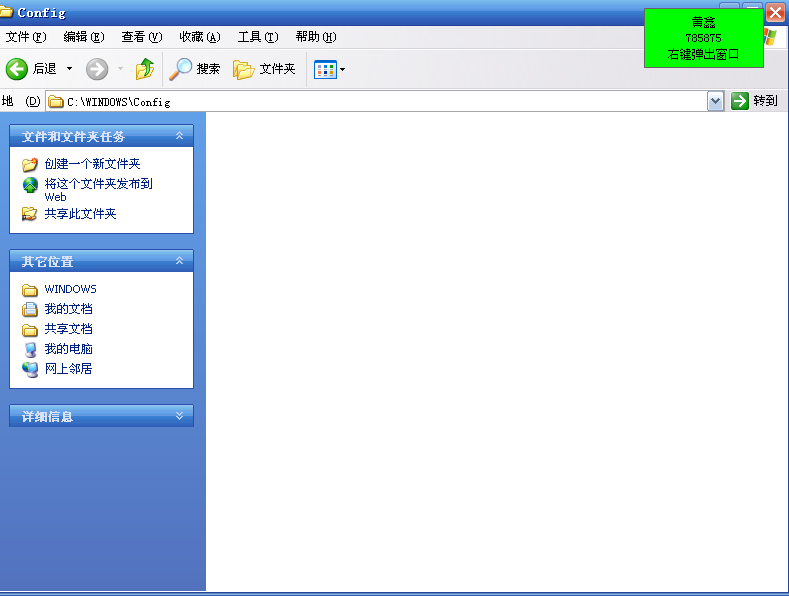 Config
黄鑫
785875
右键弹出窗口
文件(F) 编辑(E) 查看(V) 收藏(A) 工具(T) 帮助(H)
后退 搜索 文件夹
地 (D) C:\WINDOWS\Config 转到
文件和文件夹任务
创建一个新文件夹
将这个文件夹发布到
Web
共享此文件夹
其它位置
WINDOWS
我的文档
共享文档
我的电脑
网上邻居
详细信息